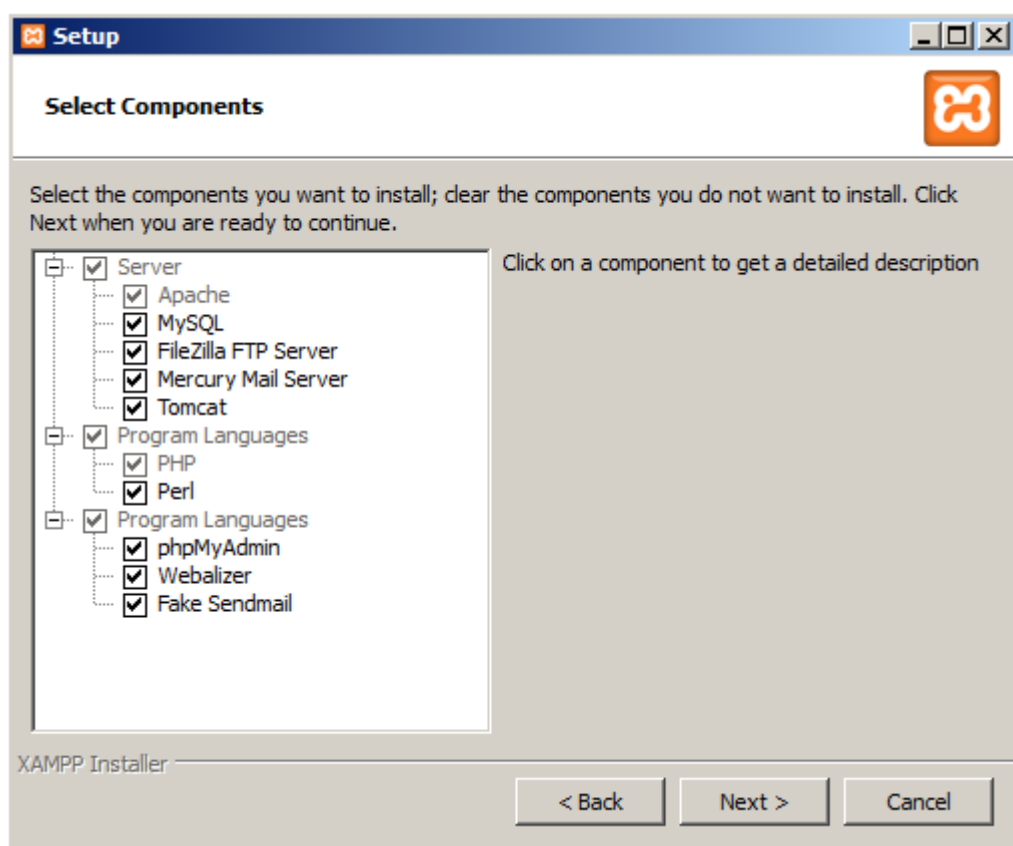 Setup
Select Components
Select the components you want to install; clear the components you do not want to install. Click
Next when you are ready to continue.
Server
Apache
MySQL
FileZilla FTP Server
Mercury Mail Server
Tomcat
Program Languages
PHP
Perl
Program Languages
phpMyAdmin
Webalizer
Fake Sendmail
Click on a component to get a detailed description
XAMPP Installer
< Back
Next >
Cancel